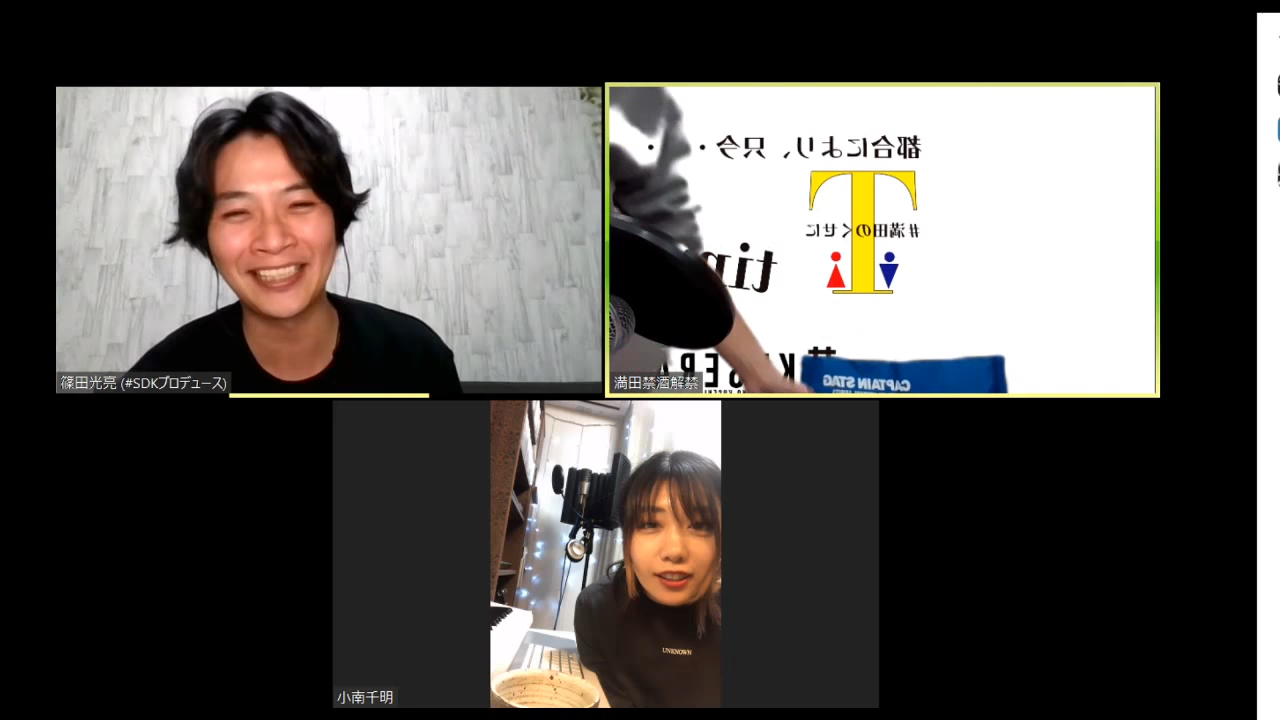 都合により、只今・・・
#満田のくせに
tim
CAPTAIN STAG
篠田光亮 (#SDKプロデュース)
満田禁酒解禁
UNKNOWN
小南千明